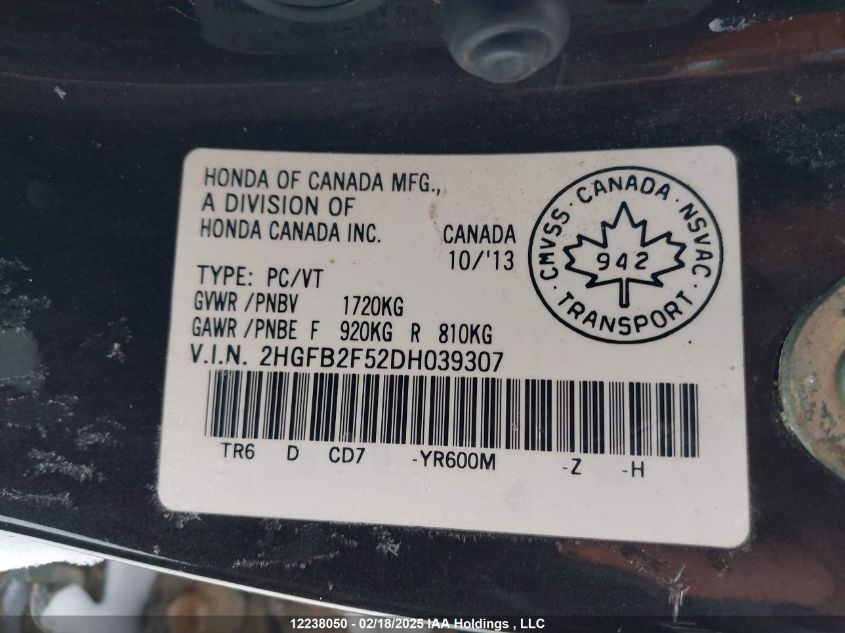 HONDA OF CANADA MFG.,
A DIVISION OF
HONDA CANADA INC.
CANADA
10/'13
TYPE: PC/VT
GVWR /PNBV 1720KG
GAWR /PNBE F 920KG R 810KG
V.I.N. 2HGFB2F52DH039307
TR6 D CD7 -YR600M -Z -H
CMVSS · CANADA · NSVAC · TRANSPORT ·
942
12238050 - 02/18/2025 IAA Holdings , LLC